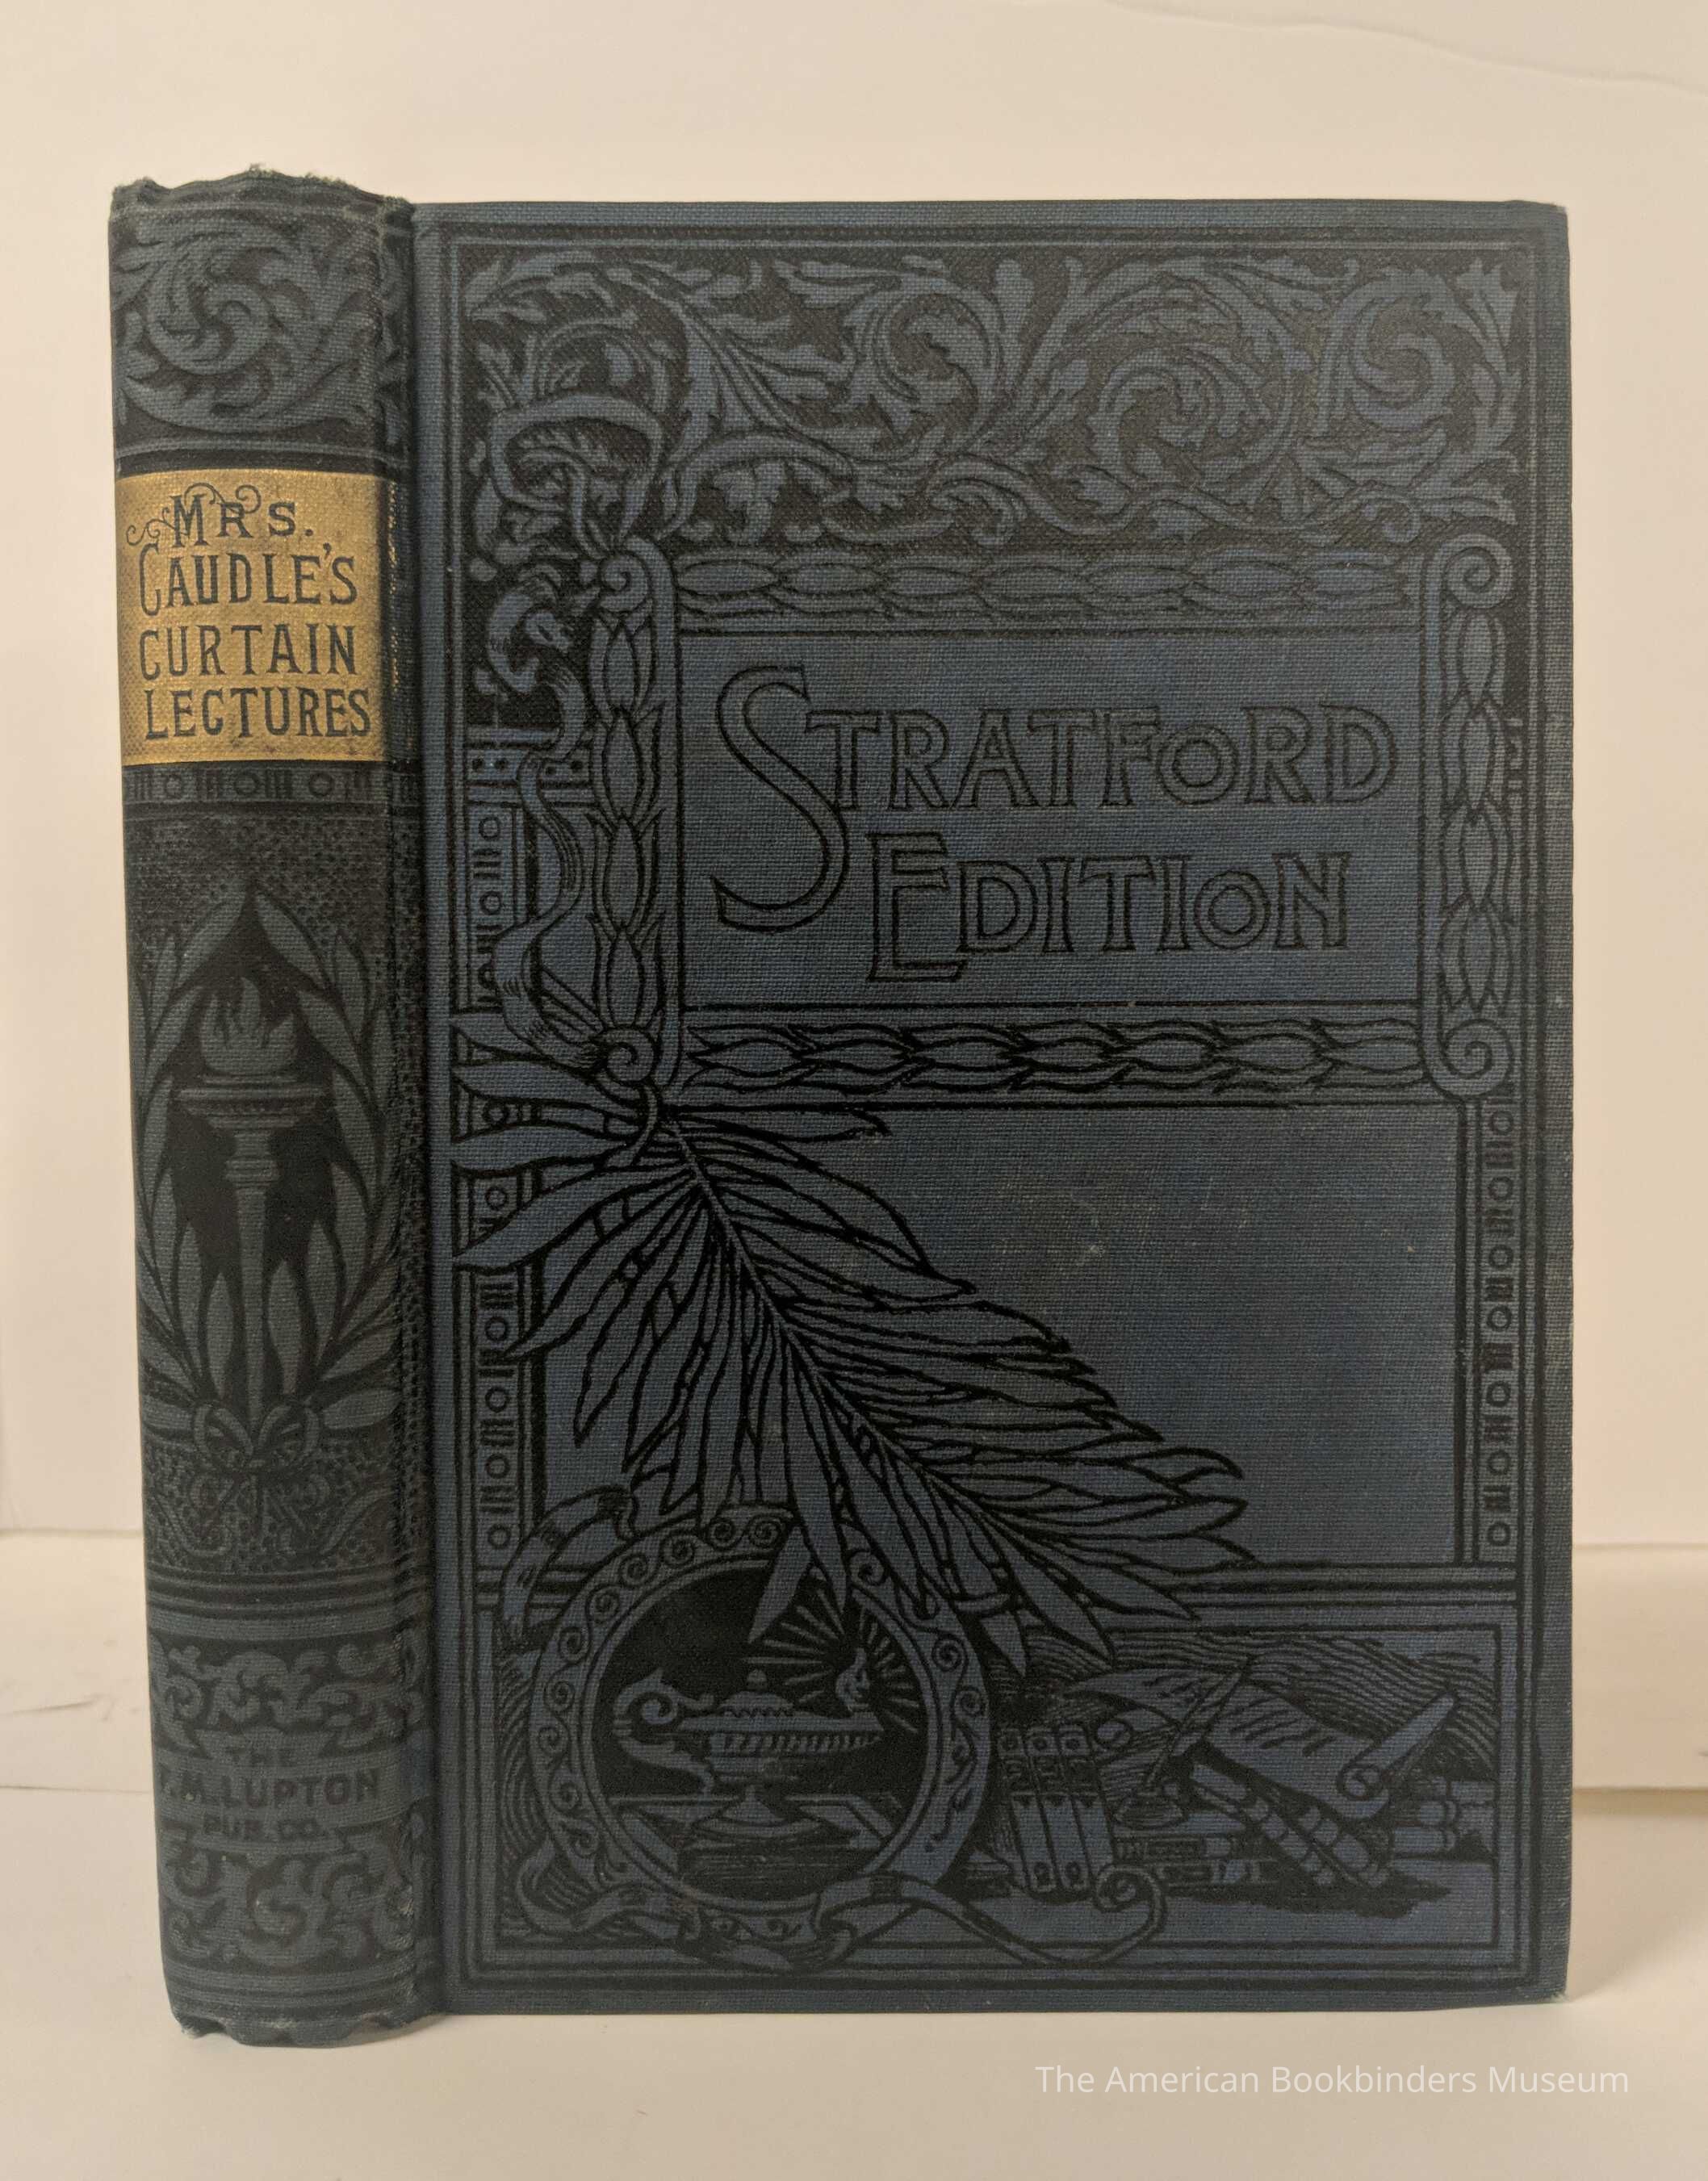 MRS.
CAUDLE'S
CURTAIN
LECTURES
THE
F.M.LUPTON
PUB.CO.
STRATFORD
EDITION
The American Bookbinders Museum